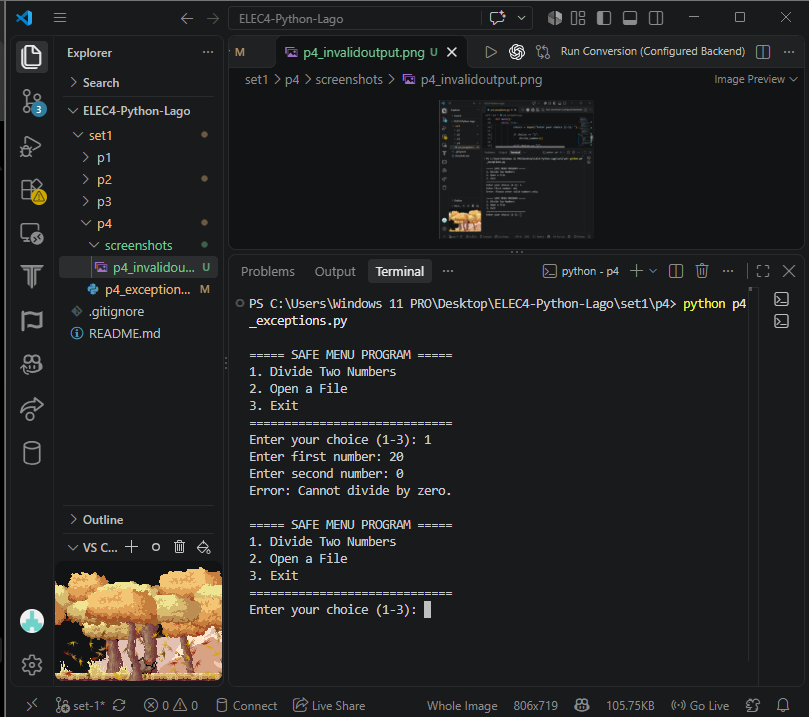 ELEC4-Python-Lago
Explorer
Search
ELEC4-Python-Lago
set1
p1
p2
p3
p4
screenshots
p4_invalidou... U
p4_exception... M
.gitignore
README.md
3
Outline
VS C...
M
p4_invalidoutput.png U
Run Conversion (Configured Backend)
set1 > p4 > screenshots > p4_invalidoutput.png
Image Preview
Problems Output Terminal
python - p4
PS C:\Users\Windows 11 PRO\Desktop\ELEC4-Python-Lago\set1\p4> python p4
_exceptions.py
===== SAFE MENU PROGRAM =====
1. Divide Two Numbers
2. Open a File
3. Exit
=============================
Enter your choice (1-3): 1
Enter first number: 20
Enter second number: 0
Error: Cannot divide by zero.
===== SAFE MENU PROGRAM =====
1. Divide Two Numbers
2. Open a File
3. Exit
=============================
Enter your choice (1-3):
set-1* 0 0 Connect Live Share Whole Image 806x719 105.75KB Go Live